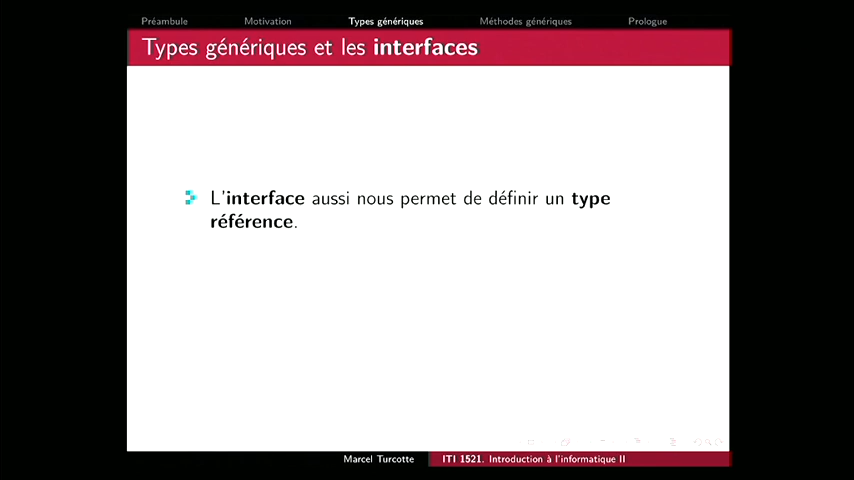 Préambule Motivation Types génériques Méthodes génériques Prologue
Types génériques et les interfaces
L'interface aussi nous permet de définir un type
référence.
Marcel Turcotte ITI 1521. Introduction à l'informatique II